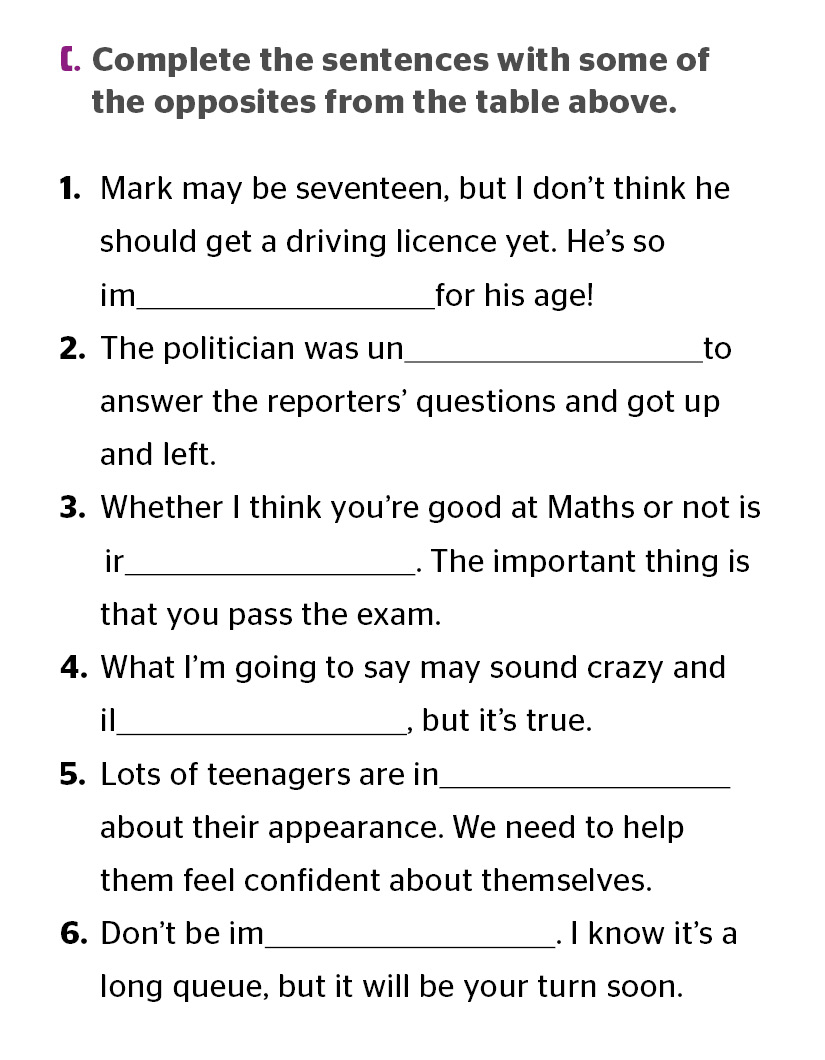 C. Complete the sentences with some of
the opposites from the table above.
1. Mark may be seventeen, but I don't think he
should get a driving licence yet. He's so
im__________________for his age!
2. The politician was un__________________to
answer the reporters' questions and got up
and left.
3. Whether I think you're good at Maths or not is
ir__________________. The important thing is
that you pass the exam.
4. What I'm going to say may sound crazy and
il__________________, but it's true.
5. Lots of teenagers are in__________________
about their appearance. We need to help
them feel confident about themselves.
6. Don't be im__________________. I know it's a
long queue, but it will be your turn soon.